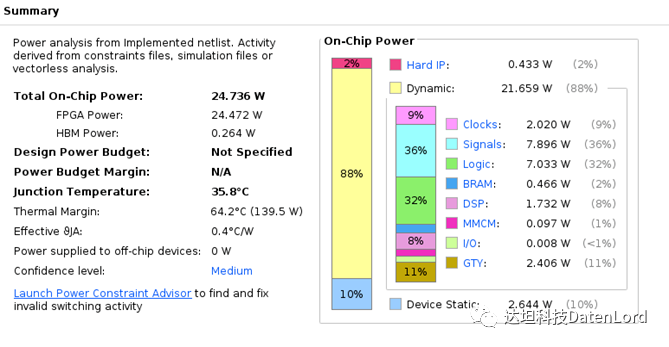 Summary
Power analysis from Implemented netlist. Activity
derived from constraints files, simulation files or
vectorless analysis.
Total On-Chip Power: 24.736 W
FPGA Power: 24.472 W
HBM Power: 0.264 W
Design Power Budget: Not Specified
Power Budget Margin: N/A
Junction Temperature: 35.8°C
Thermal Margin: 64.2°C (139.5 W)
Effective ϑJA: 0.4°C/W
Power supplied to off-chip devices: 0 W
Confidence level: Medium
Launch Power Constraint Advisor to find and fix
invalid switching activity
On-Chip Power
2%
88%
10%
Hard IP: 0.433 W (2%)
Dynamic: 21.659 W (88%)
9%
36%
32%
8%
11%
Clocks: 2.020 W (9%)
Signals: 7.896 W (36%)
Logic: 7.033 W (32%)
BRAM: 0.466 W (2%)
DSP: 1.732 W (8%)
MMCM: 0.097 W (1%)
I/O: 0.008 W (<1%)
GTY: 2.406 W (11%)
Device Static: 2.644 W (10%)
达坦科技DatenLord